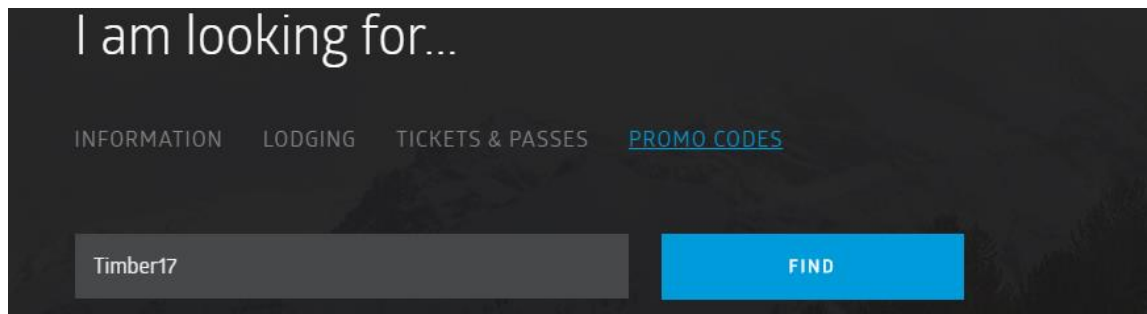 I am looking for...
INFORMATION LODGING TICKETS & PASSES PROMO CODES
Timber17 FIND